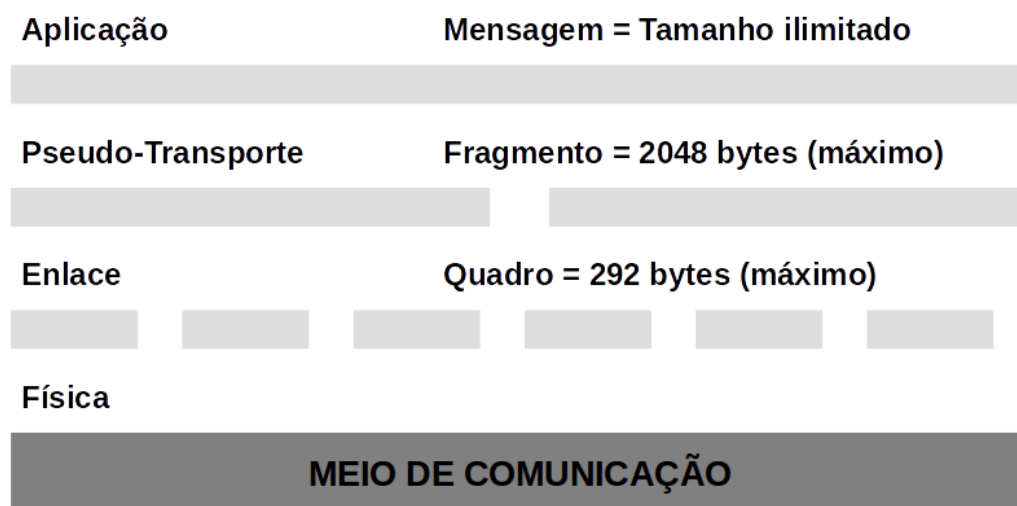 Aplicação
Mensagem = Tamanho ilimitado
Pseudo-Transporte
Fragmento = 2048 bytes (máximo)
Enlace
Quadro = 292 bytes (máximo)
Física
MEIO DE COMUNICAÇÃO